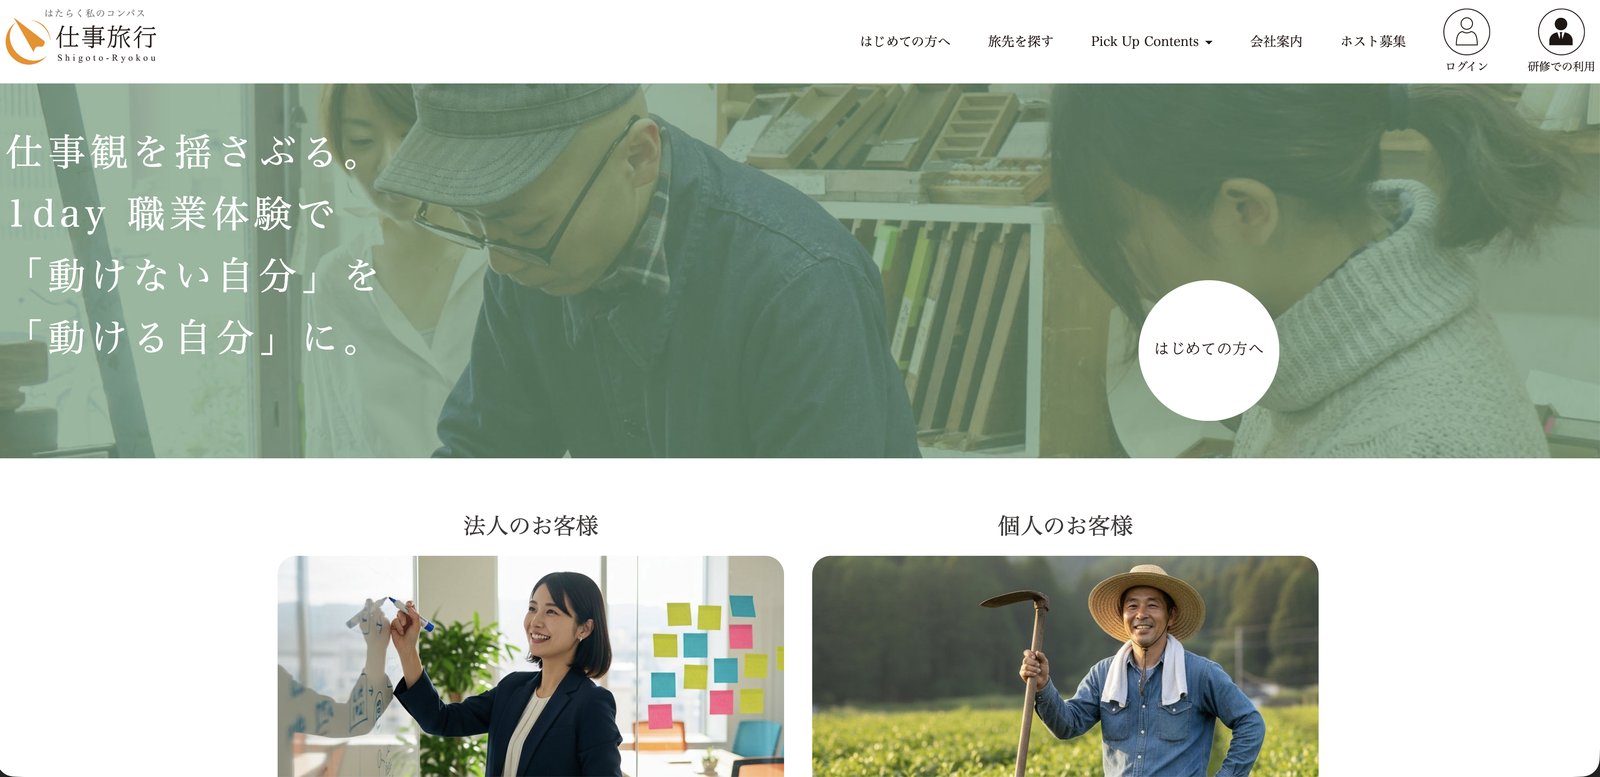 はたらく私のコンパス
仕事旅行
Shigoto-Ryokou
はじめての方へ
旅先を探す
Pick Up Contents
会社案内
ホスト募集
ログイン
研修での利用
仕事観を揺さぶる。
1day 職業体験で
「動けない自分」を
「動ける自分」に。
はじめての方へ
法人のお客様
個人のお客様